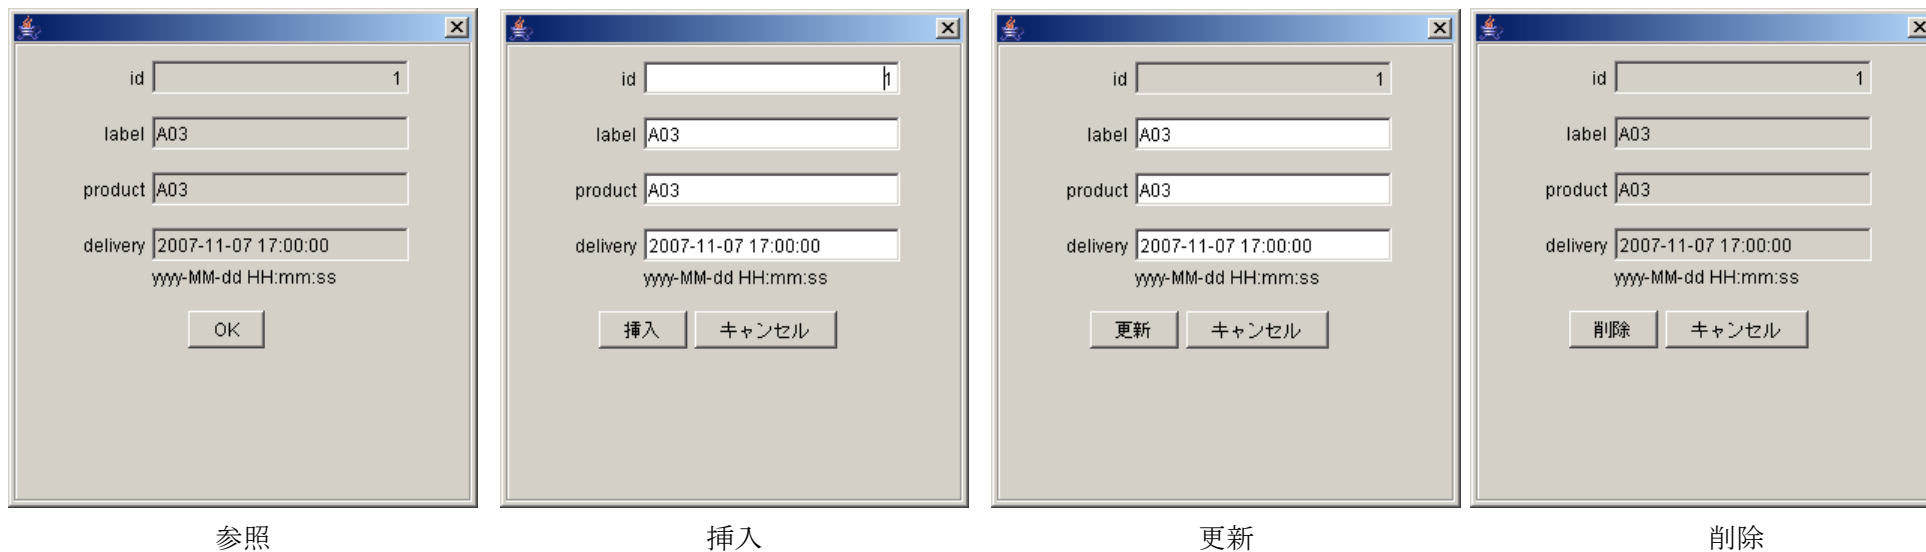 id 1
label A03
product A03
delivery 2007-11-07 17:00:00
yyyy-MM-dd HH:mm:ss
OK
参照
id 1
label A03
product A03
delivery 2007-11-07 17:00:00
yyyy-MM-dd HH:mm:ss
挿入 キャンセル
挿入
id 1
label A03
product A03
delivery 2007-11-07 17:00:00
yyyy-MM-dd HH:mm:ss
更新 キャンセル
更新
id 1
label A03
product A03
delivery 2007-11-07 17:00:00
yyyy-MM-dd HH:mm:ss
削除 キャンセル
削除